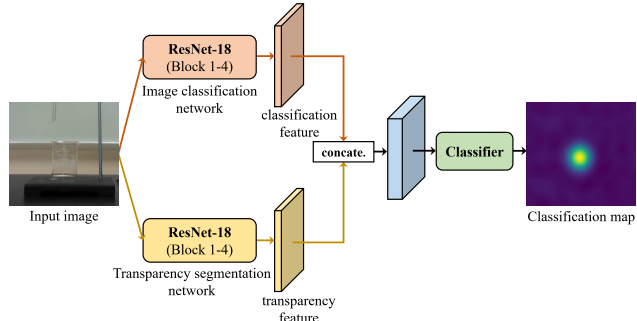 ResNet-18
(Block 1-4)
Image classification
network
classification
feature
concate.
Classifier
Input image
Classification map
ResNet-18
(Block 1-4)
Transparency segmentation
network
transparency
feature